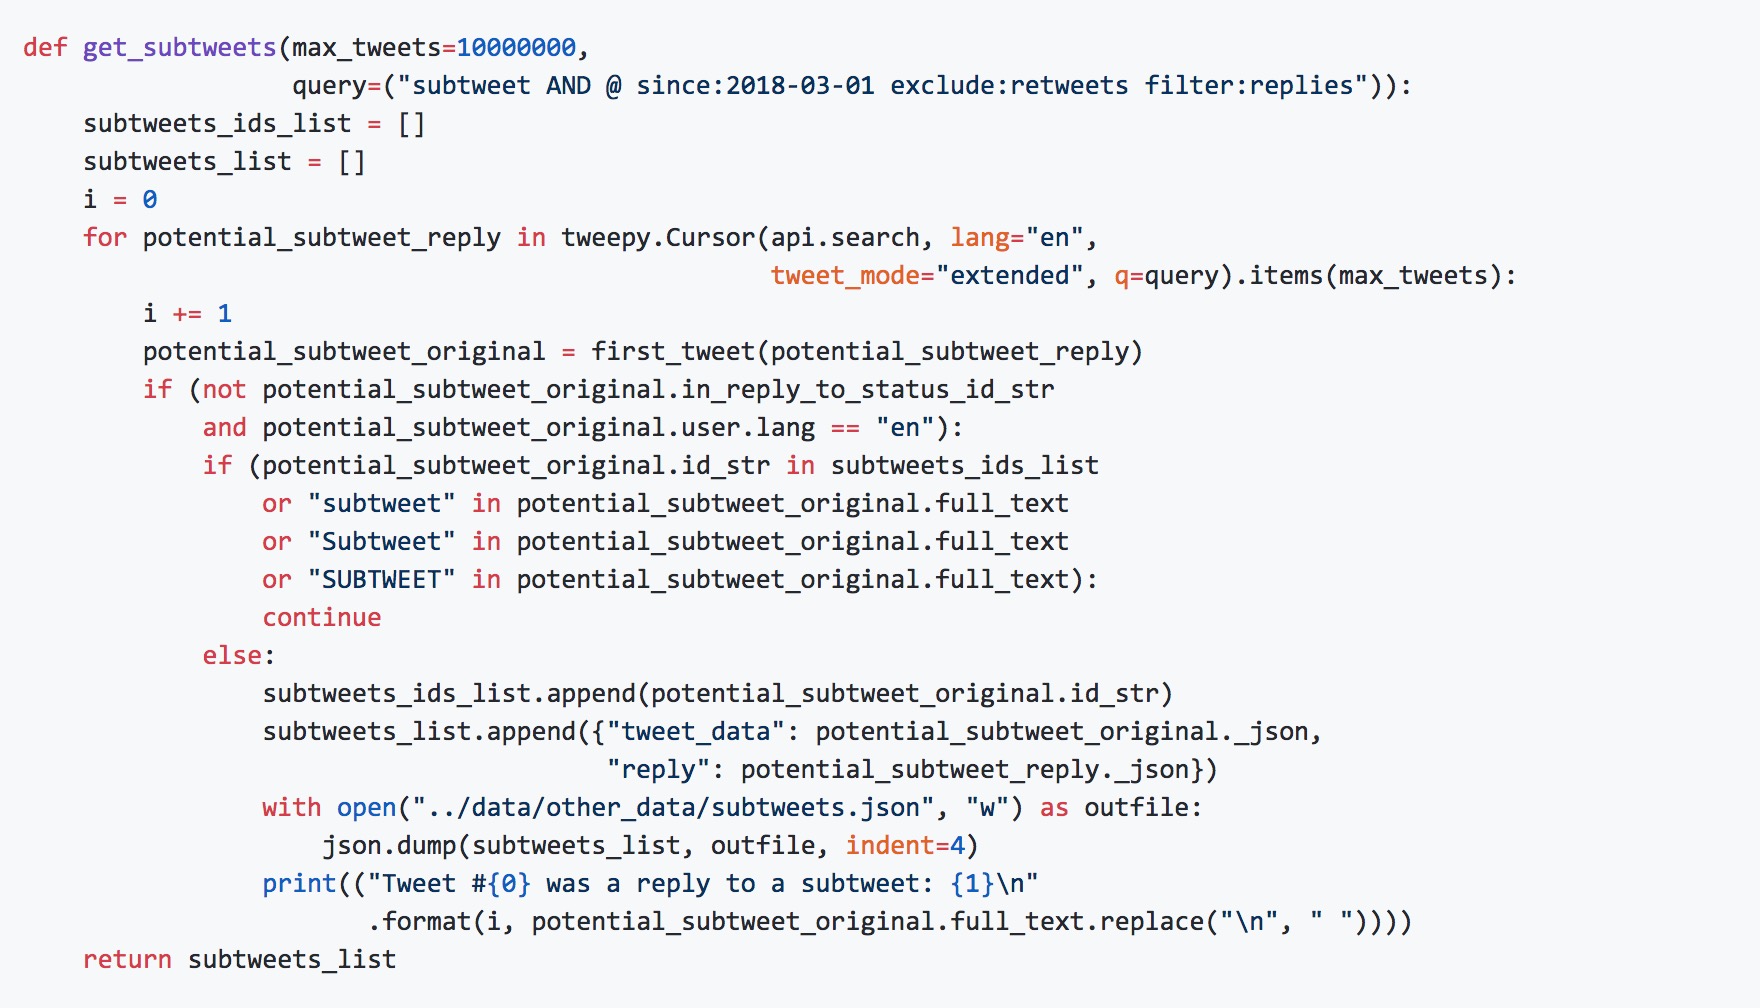 def get_subtweets(max_tweets=10000000,
                  query=("subtweet AND @ since:2018-03-01 exclude:retweets filter:replies")):
    subtweets_ids_list = []
    subtweets_list = []
    i = 0
    for potential_subtweet_reply in tweepy.Cursor(api.search, lang="en",
                                                  tweet_mode="extended", q=query).items(max_tweets):
        i += 1
        potential_subtweet_original = first_tweet(potential_subtweet_reply)
        if (not potential_subtweet_original.in_reply_to_status_id_str
            and potential_subtweet_original.user.lang == "en"):
            if (potential_subtweet_original.id_str in subtweets_ids_list
                or "subtweet" in potential_subtweet_original.full_text
                or "Subtweet" in potential_subtweet_original.full_text
                or "SUBTWEET" in potential_subtweet_original.full_text):
                continue
            else:
                subtweets_ids_list.append(potential_subtweet_original.id_str)
                subtweets_list.append({"tweet_data": potential_subtweet_original._json,
                                       "reply": potential_subtweet_reply._json})
                with open("../data/other_data/subtweets.json", "w") as outfile:
                    json.dump(subtweets_list, outfile, indent=4)
                print(("Tweet #{0} was a reply to a subtweet: {1}\n"
                       .format(i, potential_subtweet_original.full_text.replace("\n", " "))))
    return subtweets_list